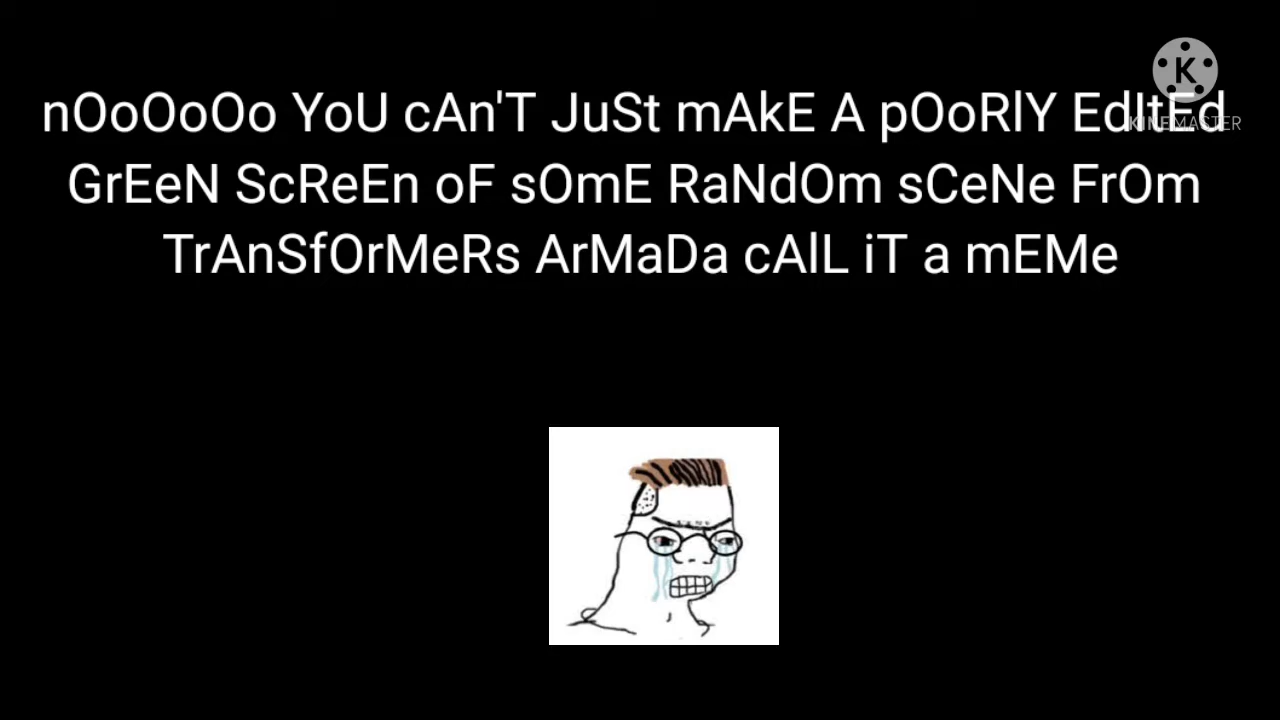 nOoOoOo YoU cAn'T JuSt mAkE A pOoRlY EdItEd
GrEeN ScReEn oF sOmE RaNdOm sCeNe FrOm
TrAnSfOrMeRs ArMaDa cAlL iT a mEMe
K
KINEMASTER